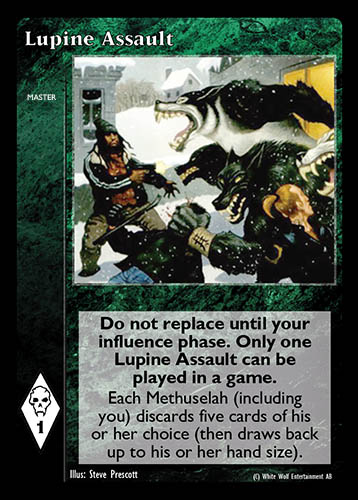 Lupine Assault
MASTER
Do not replace until your
influence phase. Only one
Lupine Assault can be
played in a game.
Each Methuselah (including
you) discards five cards of his
or her choice (then draws back
up to his or her hand size).
1
Illus: Steve Prescott
(C) White Wolf Entertainment AB